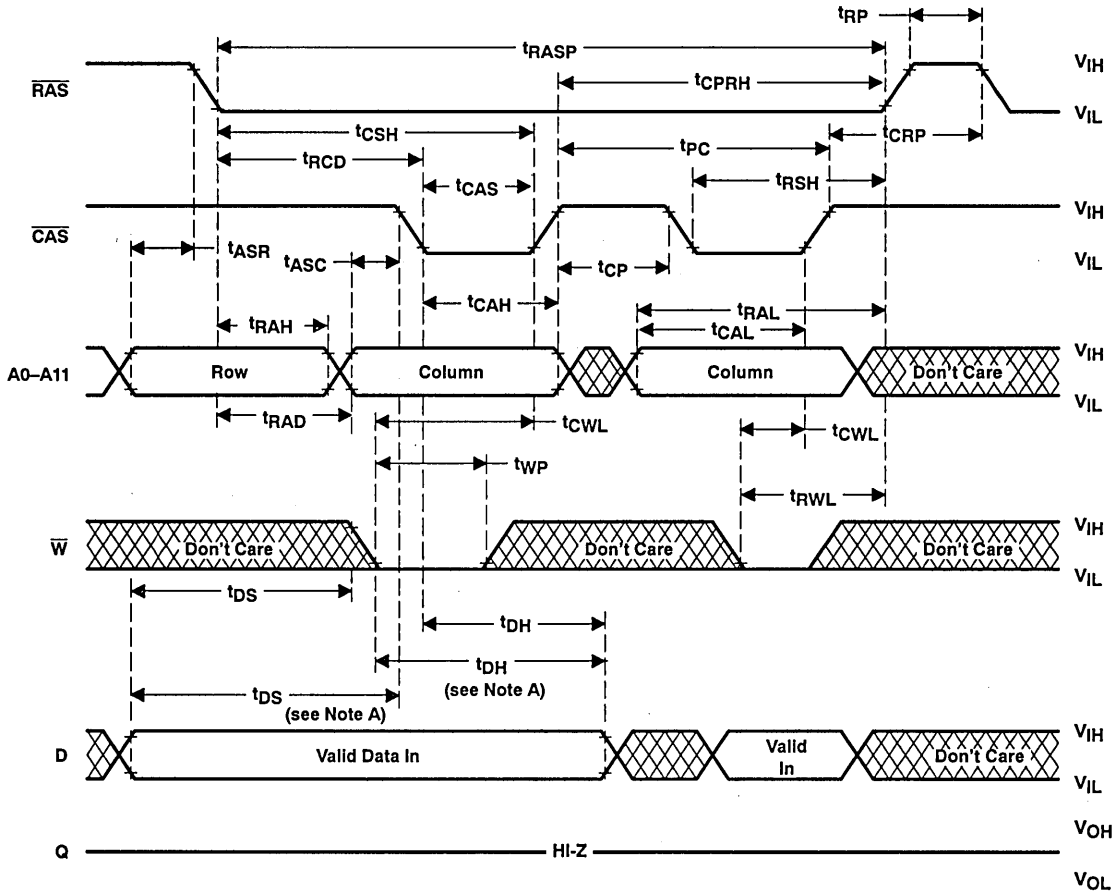 tRP
tRASP
VIH
RAS
tCPRH
VIL
tCSH
tCRP
tPC
tRCD
tRSH
tCAS
VIH
CAS
tASR
tASC
VIL
tCP
tCAH
tRAL
tRAH
tCAL
VIH
A0–A11
Row
Column
Column
Don't Care
VIL
tRAD
tCWL
tCWL
tWP
tRWL
VIH
W
Don't Care
Don't Care
Don't Care
VIL
tDS
tDH
tDH
(see Note A)
tDS
(see Note A)
VIH
D
Valid Data In
Valid
In
Don't Care
VIL
VOH
Q
HI-Z
VOL